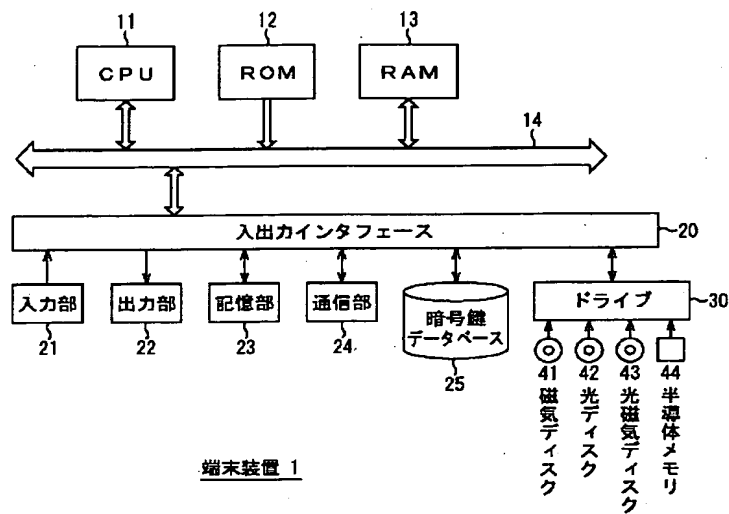 11
12
13
CPU
ROM
RAM
14
入出力インタフェース
20
入力部
出力部
記憶部
通信部
暗号鍵
データベース
ドライブ
30
21
22
23
24
25
41
42
43
44
磁気ディスク
光ディスク
光磁気ディスク
半導体メモリ
端末装置 1